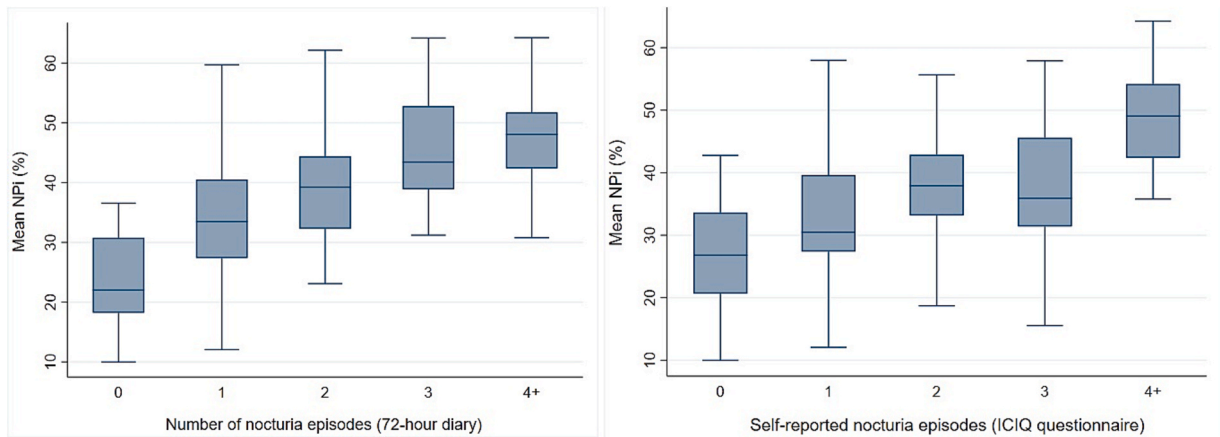 Mean NPi (%)
60
50
40
30
20
10
0 1 2 3 4+
Number of nocturia episodes (72-hour diary)
Mean NPi (%)
60
50
40
30
20
10
0 1 2 3 4+
Self-reported nocturia episodes (ICIQ questionnaire)